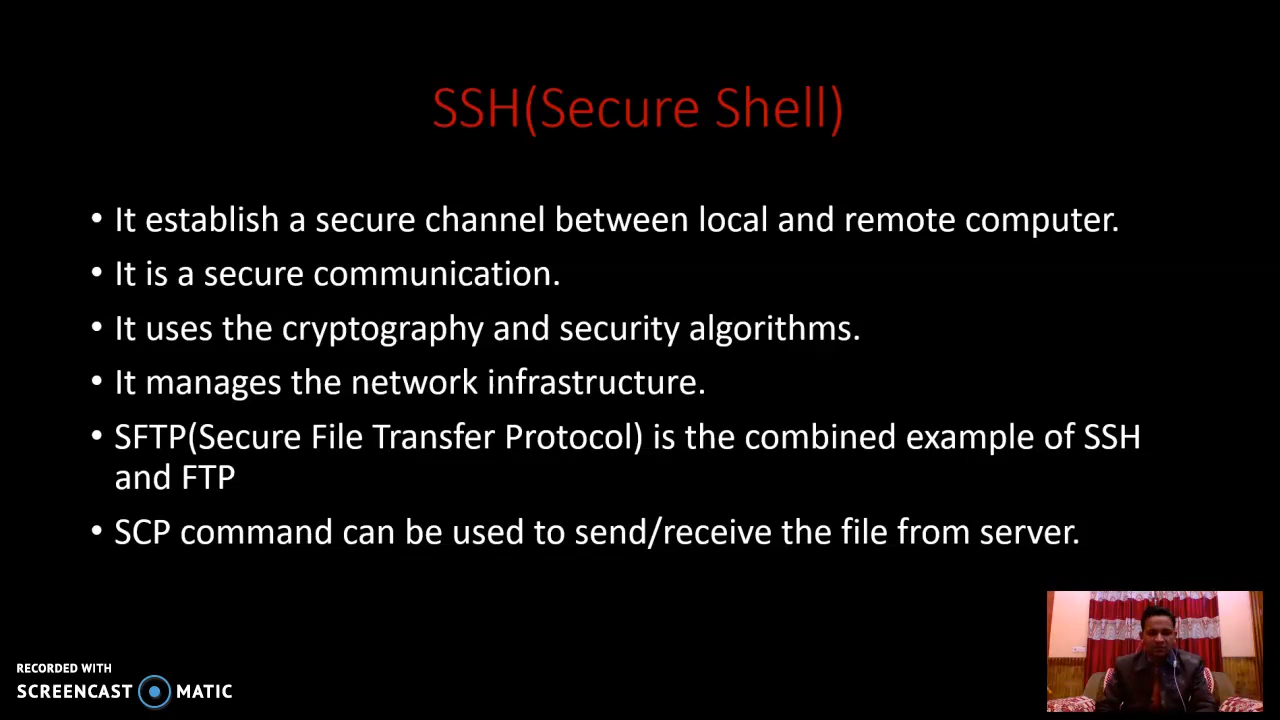 SSH(Secure Shell)
• It establish a secure channel between local and remote computer.
• It is a secure communication.
• It uses the cryptography and security algorithms.
• It manages the network infrastructure.
• SFTP(Secure File Transfer Protocol) is the combined example of SSH
and FTP
• SCP command can be used to send/receive the file from server.
RECORDED WITH
SCREENCAST MATIC